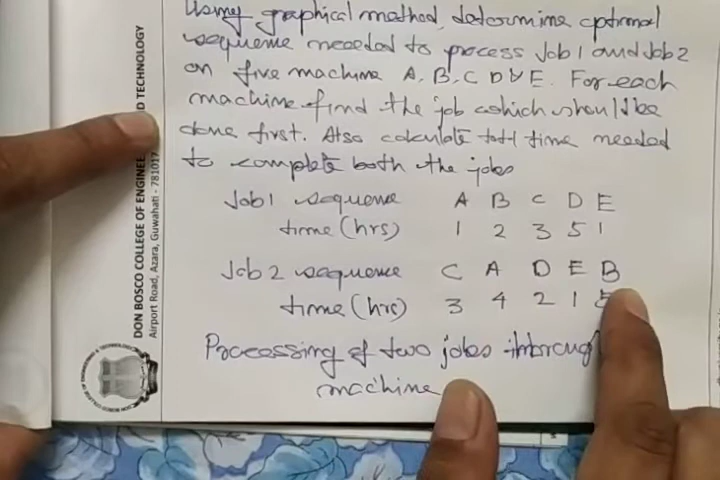 Using graphical method, determine optimal
sequence needed to process Job 1 and Job 2
on five machine A, B, C D & E. For each
machine find the job which should be
done first. Also calculate total time needed
to complete both the jobs
Job1 sequence A B C D E
time (hrs) 1 2 3 5 1
Job 2 sequence C A D E B
time (hrs) 3 4 2 1 5
Processing of two jobs
machine
DON BOSCO COLLEGE OF ENGINEE D TECHNOLOGY
Airport Road, Azara, Guwahati - 781017